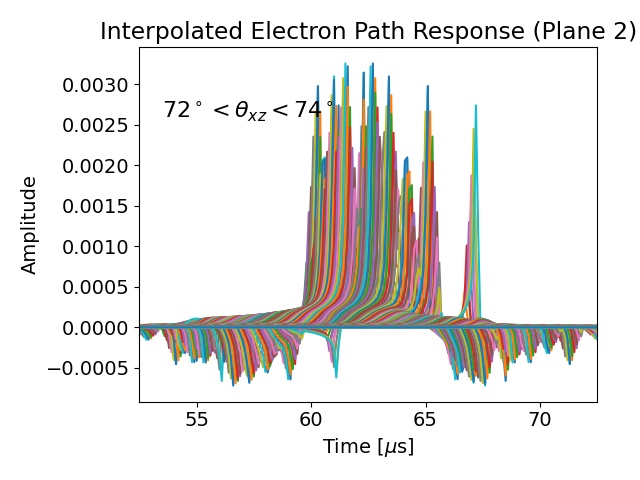 Interpolated Electron Path Response (Plane 2)
72° < θxz < 74°
Amplitude
0.0030
0.0025
0.0020
0.0015
0.0010
0.0005
0.0000
−0.0005
55 60 65 70
Time [μs]